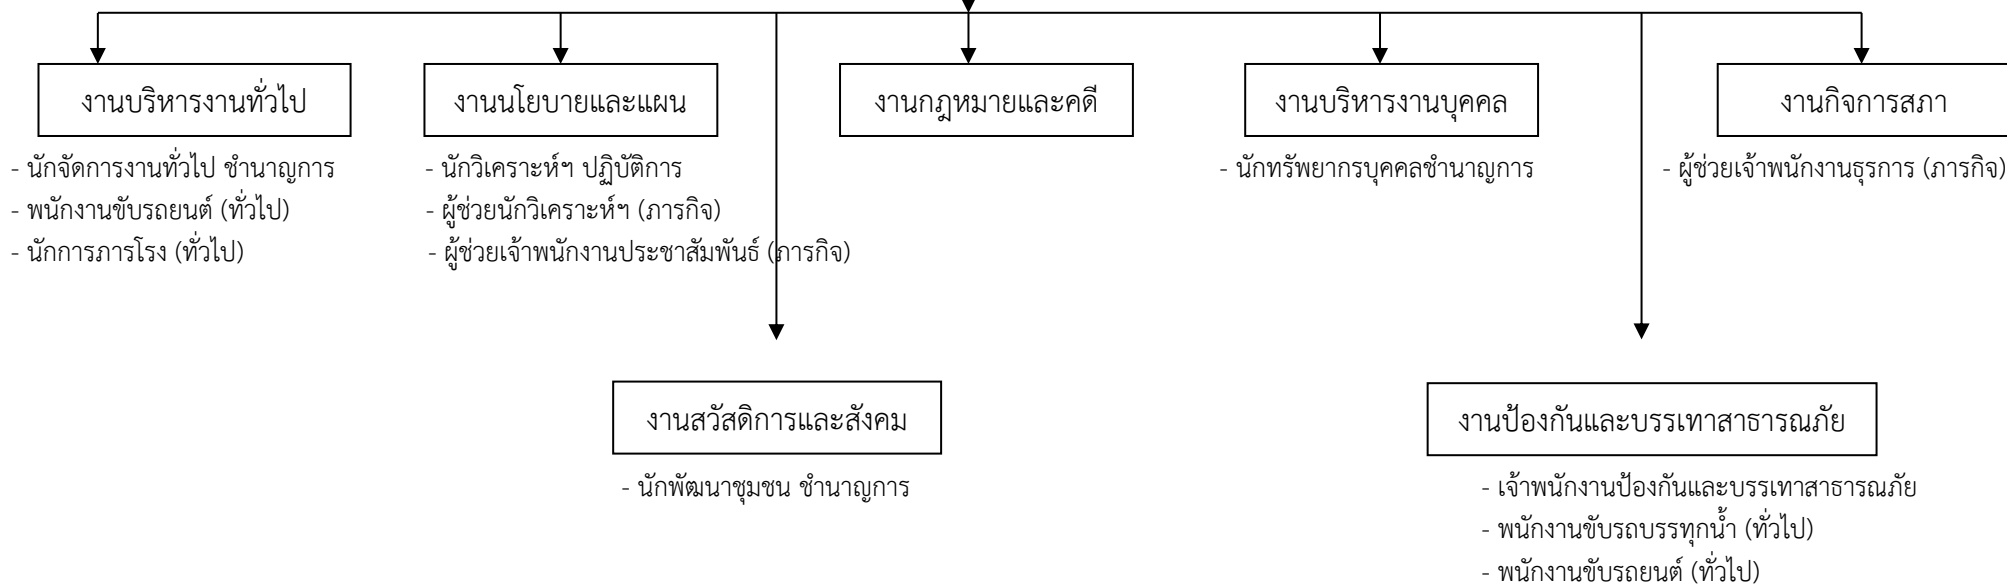 งานบริหารงานทั่วไป
- นักจัดการงานทั่วไป ชำนาญการ
- พนักงานขับรถยนต์ (ทั่วไป)
- นักการภารโรง (ทั่วไป)
งานนโยบายและแผน
- นักวิเคราะห์ฯ ปฏิบัติการ
- ผู้ช่วยนักวิเคราะห์ฯ (ภารกิจ)
- ผู้ช่วยเจ้าพนักงานประชาสัมพันธ์ (ภารกิจ)
งานกฎหมายและคดี
งานบริหารงานบุคคล
- นักทรัพยากรบุคคลชำนาญการ
งานกิจการสภา
- ผู้ช่วยเจ้าพนักงานธุรการ (ภารกิจ)
งานสวัสดิการและสังคม
- นักพัฒนาชุมชน ชำนาญการ
งานป้องกันและบรรเทาสาธารณภัย
- เจ้าพนักงานป้องกันและบรรเทาสาธารณภัย
- พนักงานขับรถบรรทุกน้ำ (ทั่วไป)
- พนักงานขับรถยนต์ (ทั่วไป)